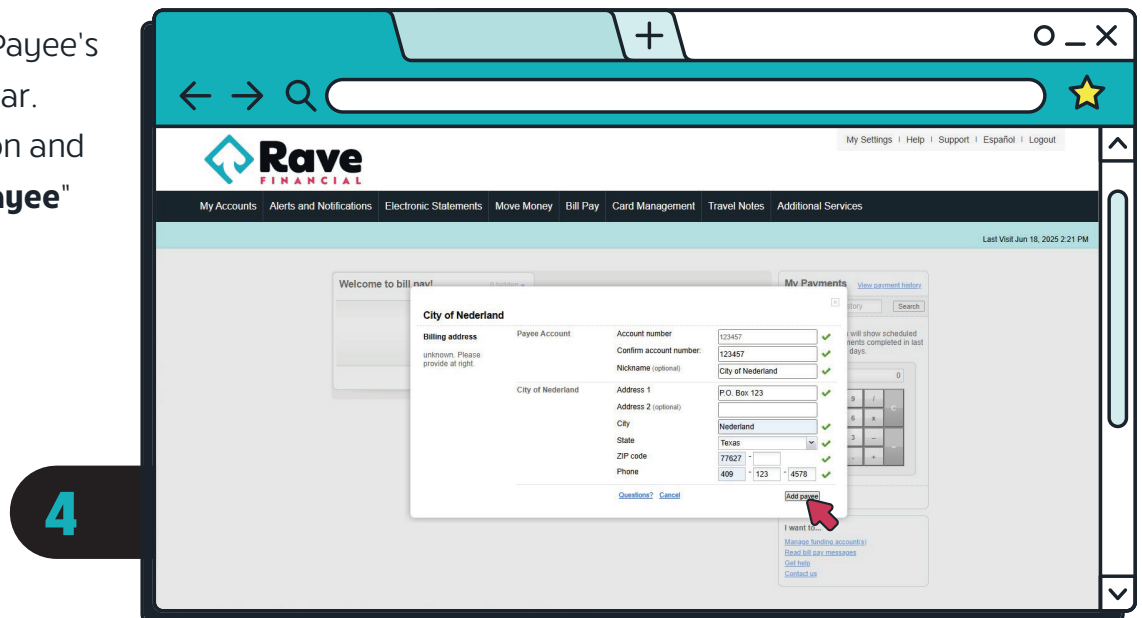 Payee's
ar.
on and
ayee"
4
Rave
FINANCIAL
My Settings | Help | Support | Español | Logout
My Accounts Alerts and Notifications Electronic Statements Move Money Bill Pay Card Management Travel Notes Additional Services
Last Visit Jun 18, 2025 2:21 PM
Welcome to bill pay!
My Payments View payment history
Search
will show scheduled
completed in last
days.
City of Nederland
Billing address
unknown. Please
provide at right.
Payee Account
Account number 123457
Confirm account number: 123457
Nickname (optional) City of Nederland
City of Nederland
Address 1 P.O. Box 123
Address 2 (optional)
City Nederland
State Texas
ZIP code 77627 -
Phone 409 - 123 - 4578
Questions? Cancel Add payee
0
9 / C
6 x
3 –
- +
I want to...
Manage funding account(s)
Read bill pay messages
Get help
Contact us